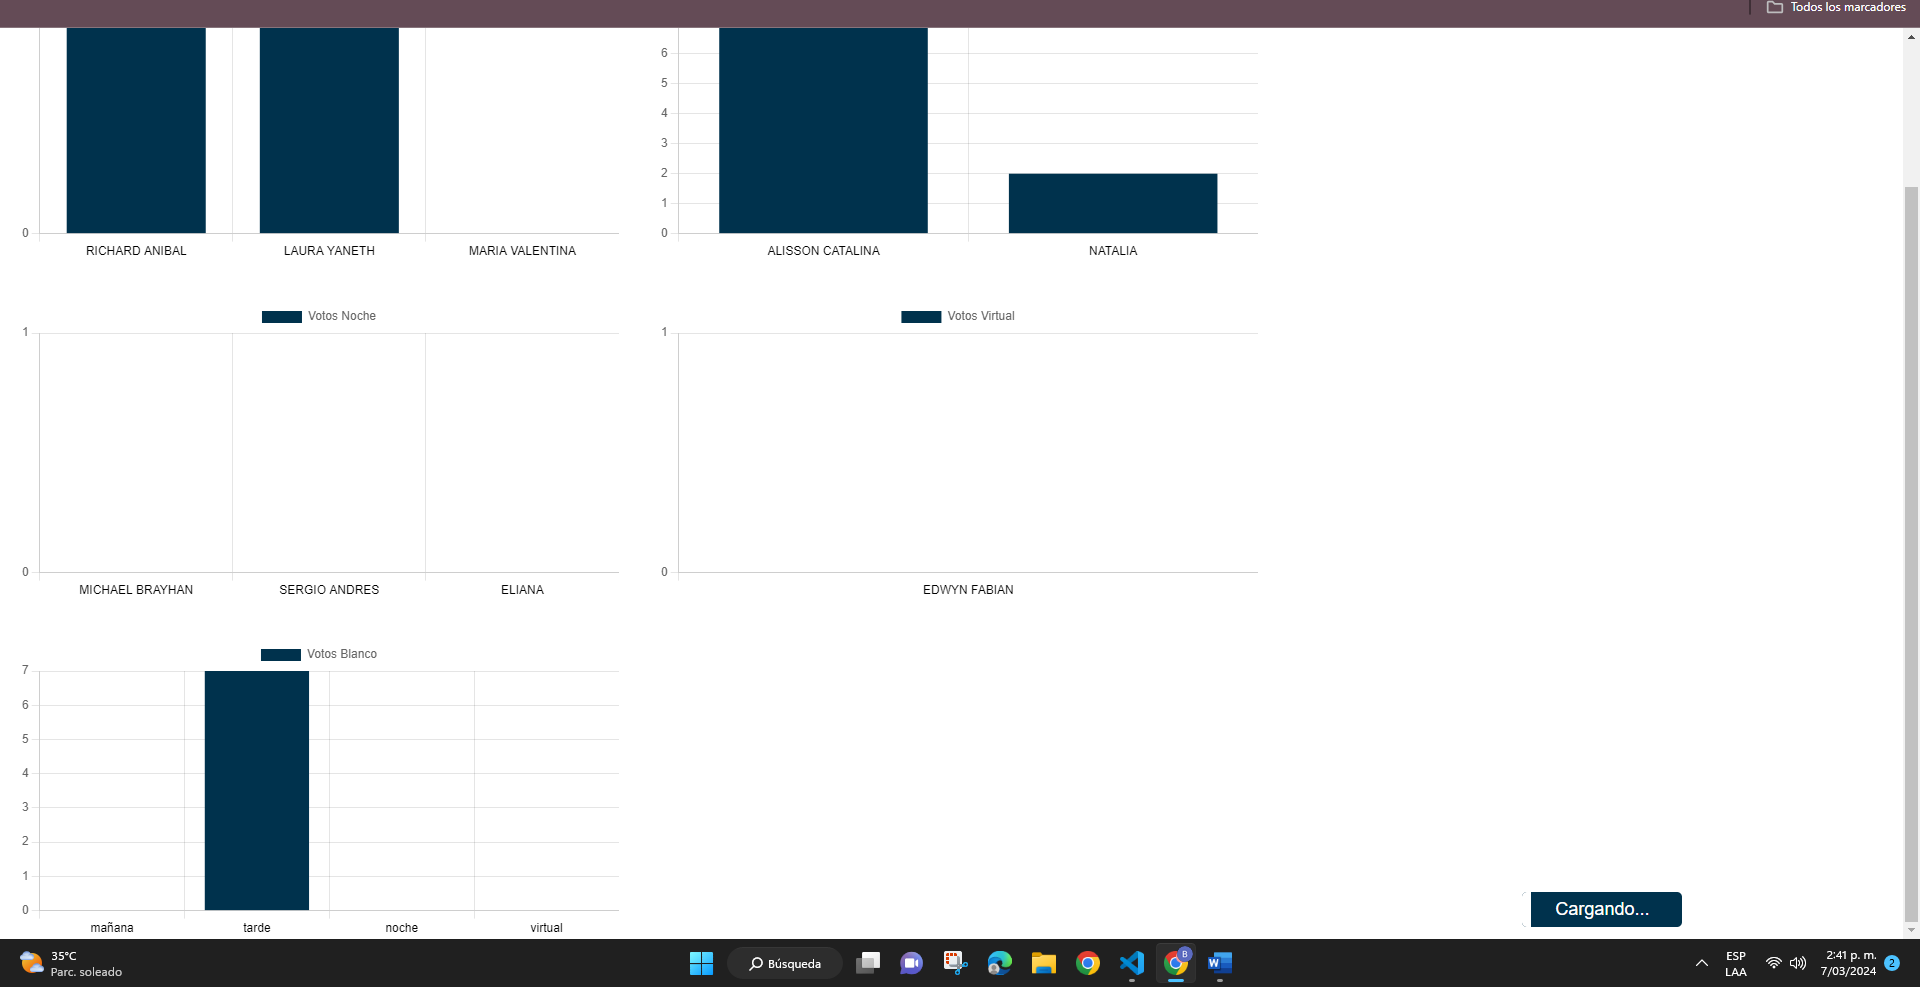 Todos los marcadores
0
RICHARD ANIBAL LAURA YANETH MARIA VALENTINA
6
5
4
3
2
1
0
ALISSON CATALINA NATALIA
Votos Noche
1
0
MICHAEL BRAYHAN SERGIO ANDRES ELIANA
Votos Virtual
1
0
EDWYN FABIAN
Votos Blanco
7
6
5
4
3
2
1
0
mañana tarde noche virtual
Cargando...
35°C
Parc. soleado
Búsqueda
B
W
ESP
LAA
2:41 p. m.
7/03/2024
2